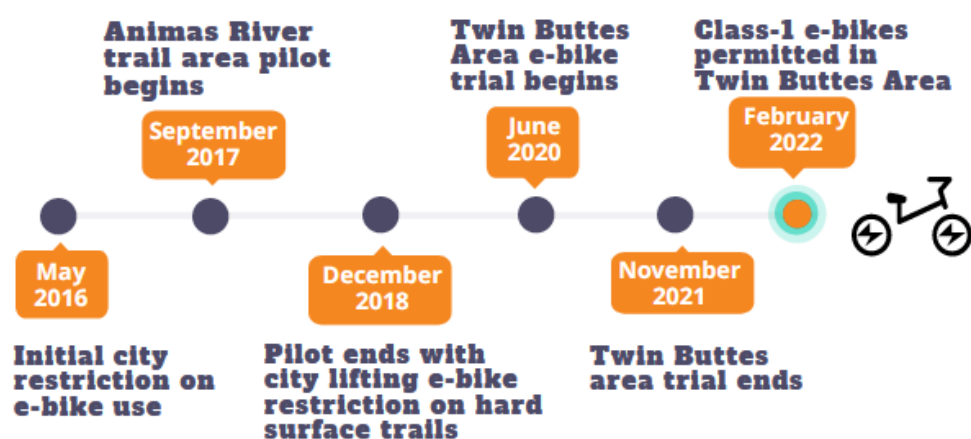 Animas River
trail area pilot
begins
September
2017
Twin Buttes
Area e-bike
trial begins
June
2020
Class-1 e-bikes
permitted in
Twin Buttes Area
February
2022
May
2016
Initial city
restriction on
e-bike use
December
2018
Pilot ends with
city lifting e-bike
restriction on hard
surface trails
November
2021
Twin Buttes
area trial ends